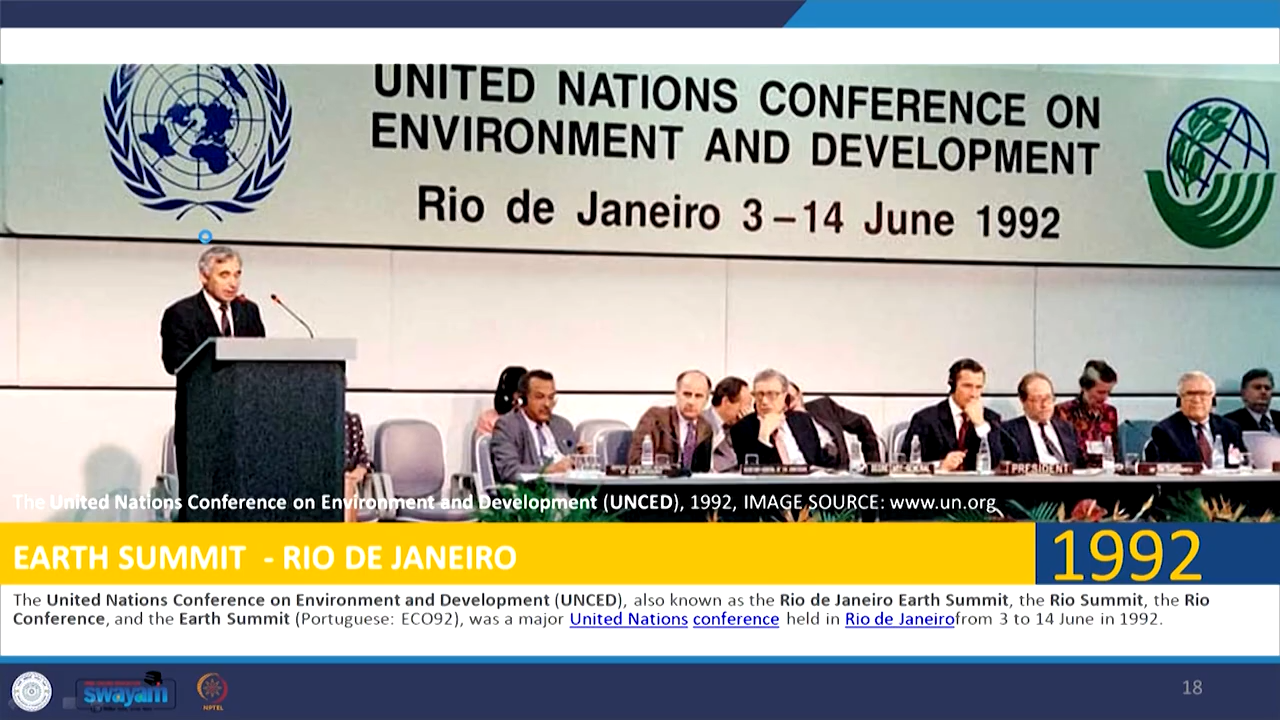 UNITED NATIONS CONFERENCE ON
ENVIRONMENT AND DEVELOPMENT
Rio de Janeiro 3 – 14 June 1992
SECRETARY-GENERAL
PRESIDENT
The United Nations Conference on Environment and Development (UNCED), 1992, IMAGE SOURCE: www.un.org
EARTH SUMMIT - RIO DE JANEIRO
1992
The United Nations Conference on Environment and Development (UNCED), also known as the Rio de Janeiro Earth Summit, the Rio Summit, the Rio
Conference, and the Earth Summit (Portuguese: ECO92), was a major United Nations conference held in Rio de Janeirofrom 3 to 14 June in 1992.
swayam
NPTEL
18